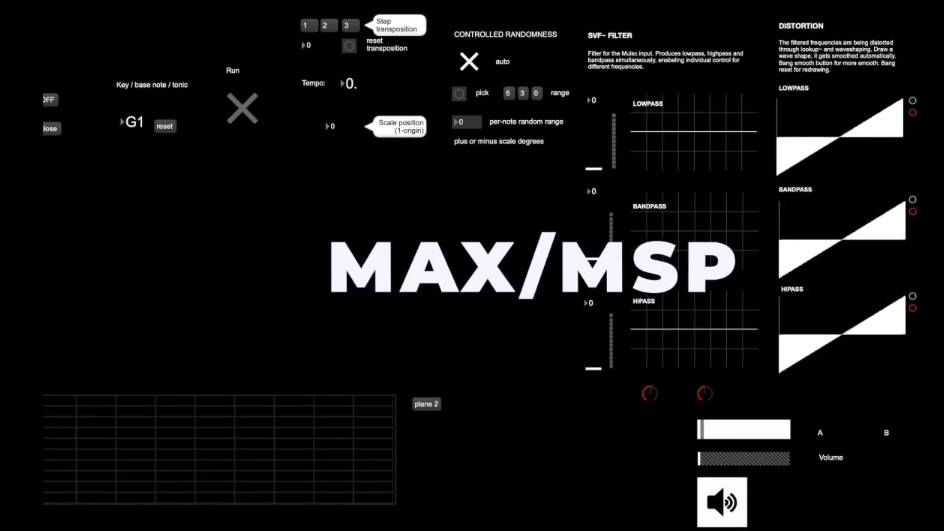 1 2 3
Step
transposition
0
reset
transposition
Run
Key / base note / tonic
Tempo:
0.
OFF
G1
reset
0
Scale position
(1-origin)
CONTROLLED RANDOMNESS
auto
pick
5 3 0
range
0
per-note random range
plus or minus scale degrees
SVF~ FILTER
Filter for the Muisc input. Produces lowpass, highpass and
bandpass simultaneously, enabeling individual control for
different frequencies.
0
LOWPASS
0
BANDPASS
0
HIPASS
DISTORTION
The filtered frequencies are being distorted
through lookup~ and waveshaping. Draw a
wave shape, it gets smoothed automatically.
Bang smooth button for more smooth. Bang
reset for redrawing.
LOWPASS
BANDPASS
HIPASS
MAX/MSP
plane 2
A
B
Volume